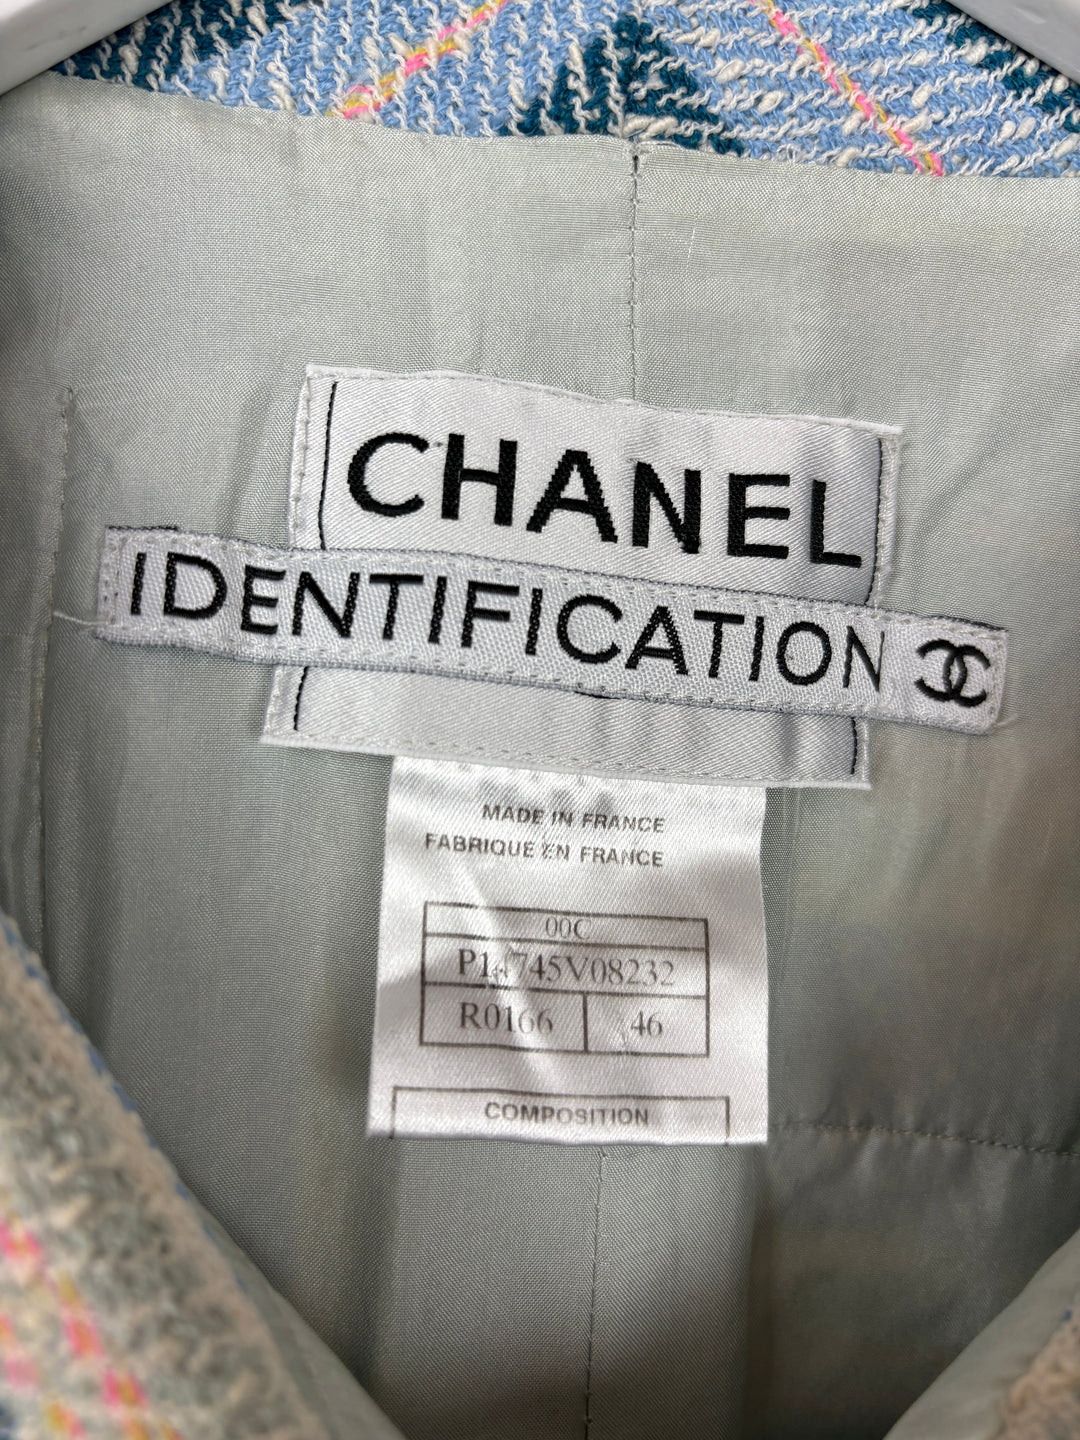 CHANEL
IDENTIFICATION
MADE IN FRANCE
FABRIQUE EN FRANCE
00C
P14745V08232
R0166 46
COMPOSITION